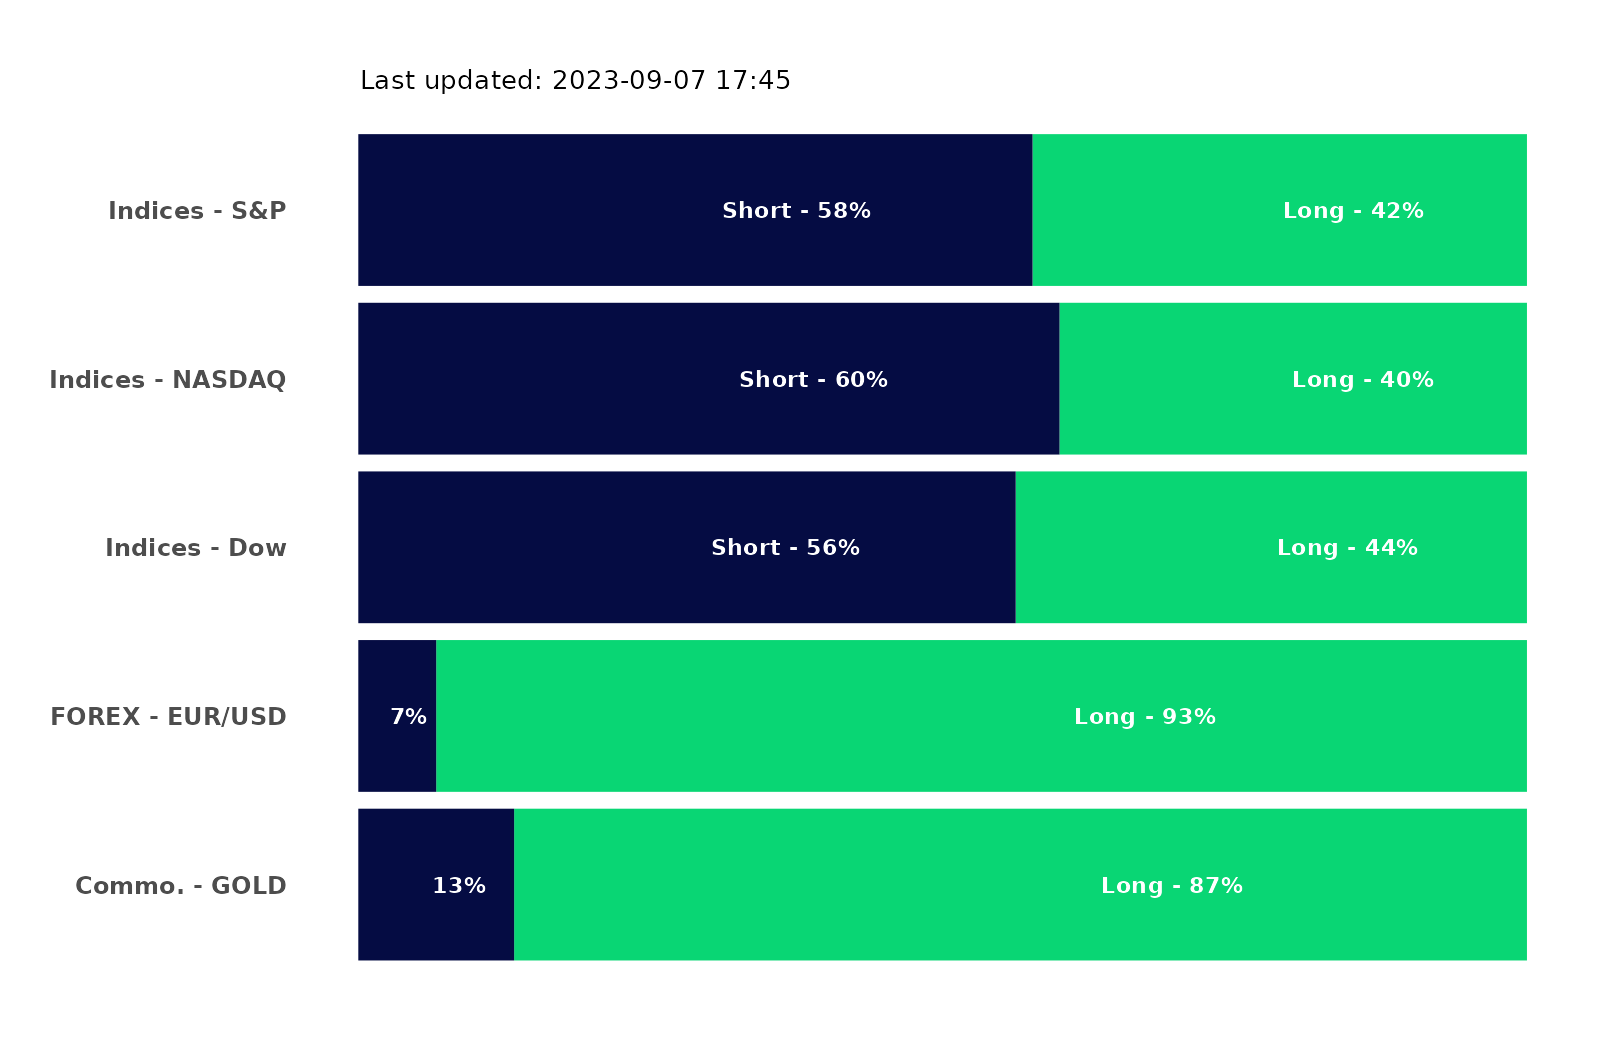 Last updated: 2023-09-07 17:45
Indices - S&P Short - 58% Long - 42%
Indices - NASDAQ Short - 60% Long - 40%
Indices - Dow Short - 56% Long - 44%
FOREX - EUR/USD 7% Long - 93%
Commo. - GOLD 13% Long - 87%